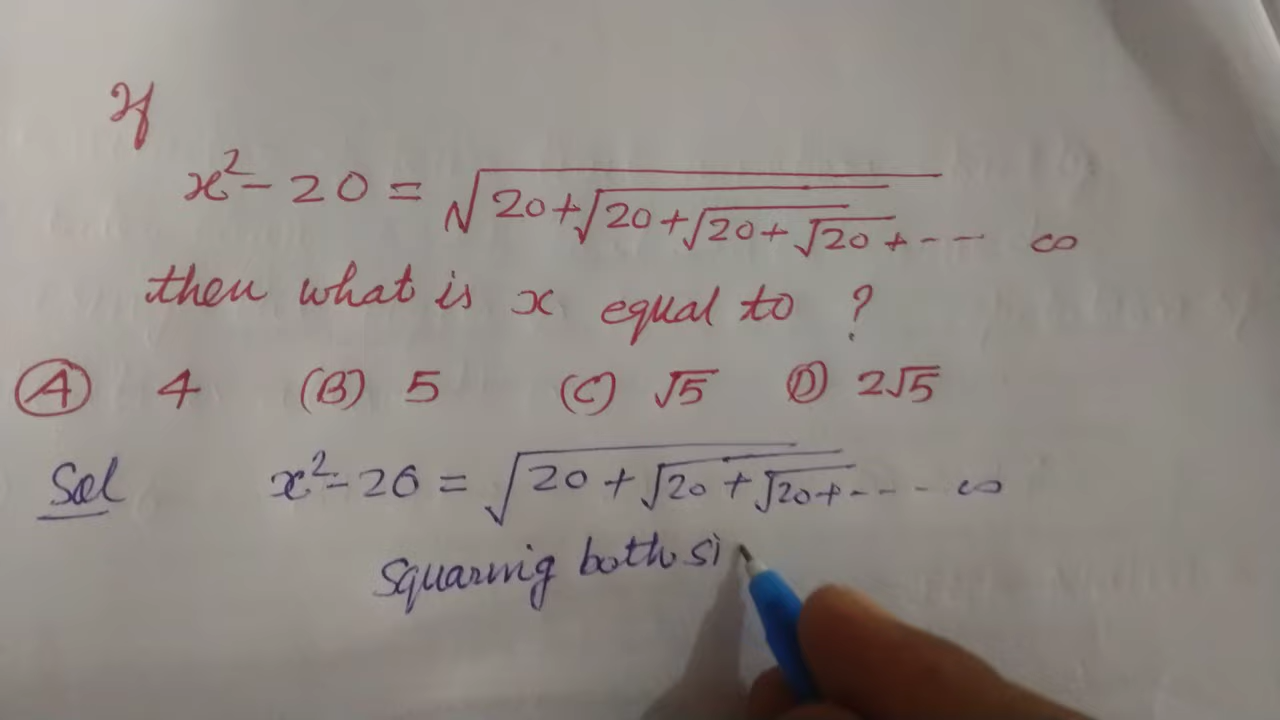 If
x² - 20 = √(20 + √(20 + √(20 + √20 + --- ∞
then what is x equal to ?
(A) 4 (B) 5 (C) √5 (D) 2√5
Sol x² - 20 = √(20 + √(20 + √(20 + ---- ∞
Squaring both si